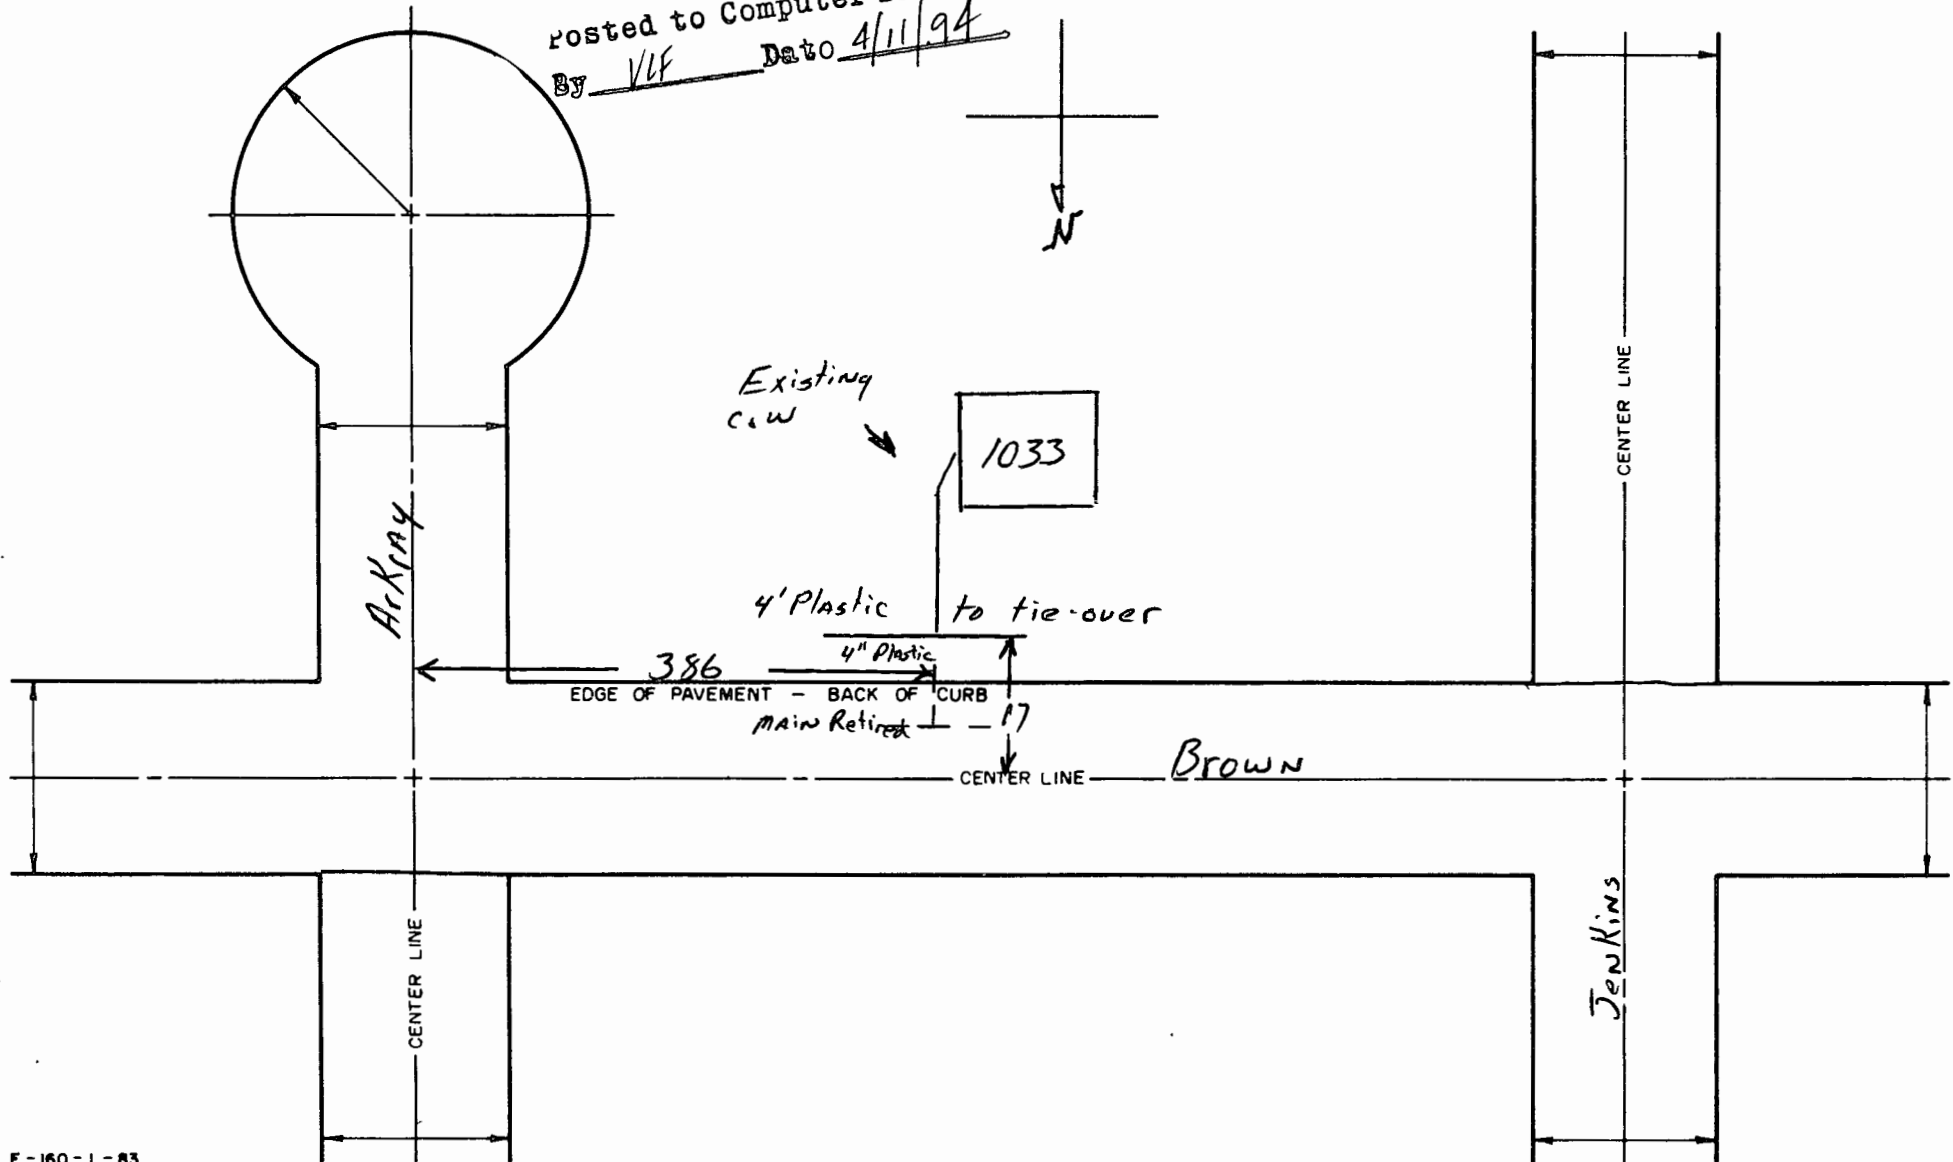 Posted to Computer
By VLF Date 4/11/94
N
CENTER LINE
Existing
C&W
1033
Arkray
4' Plastic to tie-over
4" Plastic
386
EDGE OF PAVEMENT - BACK OF CURB
MAIN Retired
17
CENTER LINE
Brown
CENTER LINE
Jenkins
F-160-1-83